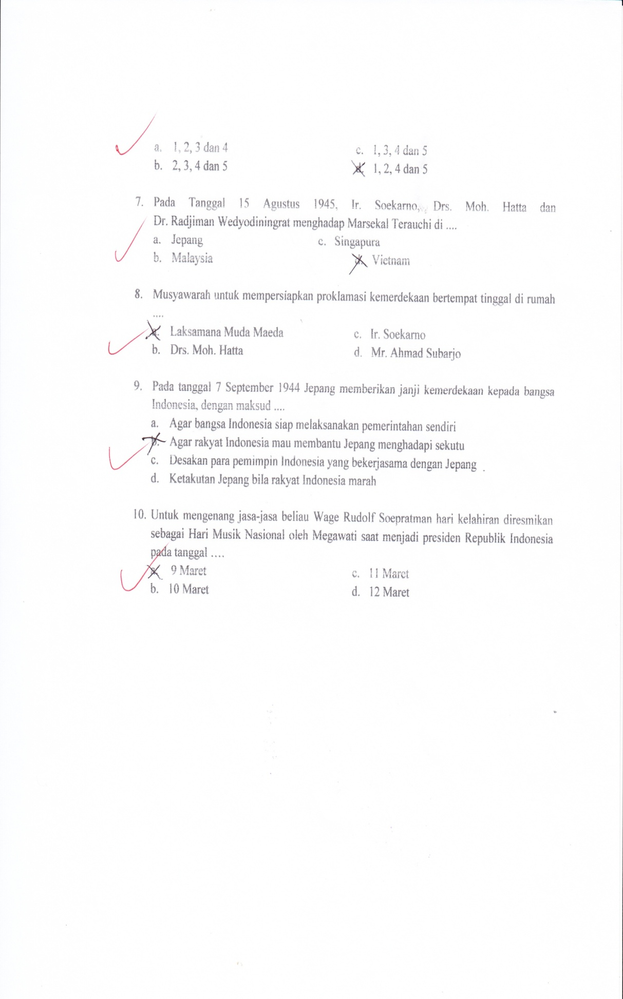 a. 1, 2, 3 dan 4 c. 1, 3, 4 dan 5
b. 2, 3, 4 dan 5 d. 1, 2, 4 dan 5
7. Pada Tanggal 15 Agustus 1945, Ir. Soekarno, Drs. Moh. Hatta dan
Dr. Radjiman Wedyodiningrat menghadap Marsekal Terauchi di ....
a. Jepang c. Singapura
b. Malaysia d. Vietnam
8. Musyawarah untuk mempersiapkan proklamasi kemerdekaan bertempat tinggal di rumah
....
a. Laksamana Muda Maeda c. Ir. Soekarno
b. Drs. Moh. Hatta d. Mr. Ahmad Subarjo
9. Pada tanggal 7 September 1944 Jepang memberikan janji kemerdekaan kepada bangsa
Indonesia, dengan maksud ....
a. Agar bangsa Indonesia siap melaksanakan pemerintahan sendiri
b. Agar rakyat Indonesia mau membantu Jepang menghadapi sekutu
c. Desakan para pemimpin Indonesia yang bekerjasama dengan Jepang
d. Ketakutan Jepang bila rakyat Indonesia marah
10. Untuk mengenang jasa-jasa beliau Wage Rudolf Soepratman hari kelahiran diresmikan
sebagai Hari Musik Nasional oleh Megawati saat menjadi presiden Republik Indonesia
pada tanggal ....
a. 9 Maret c. 11 Maret
b. 10 Maret d. 12 Maret